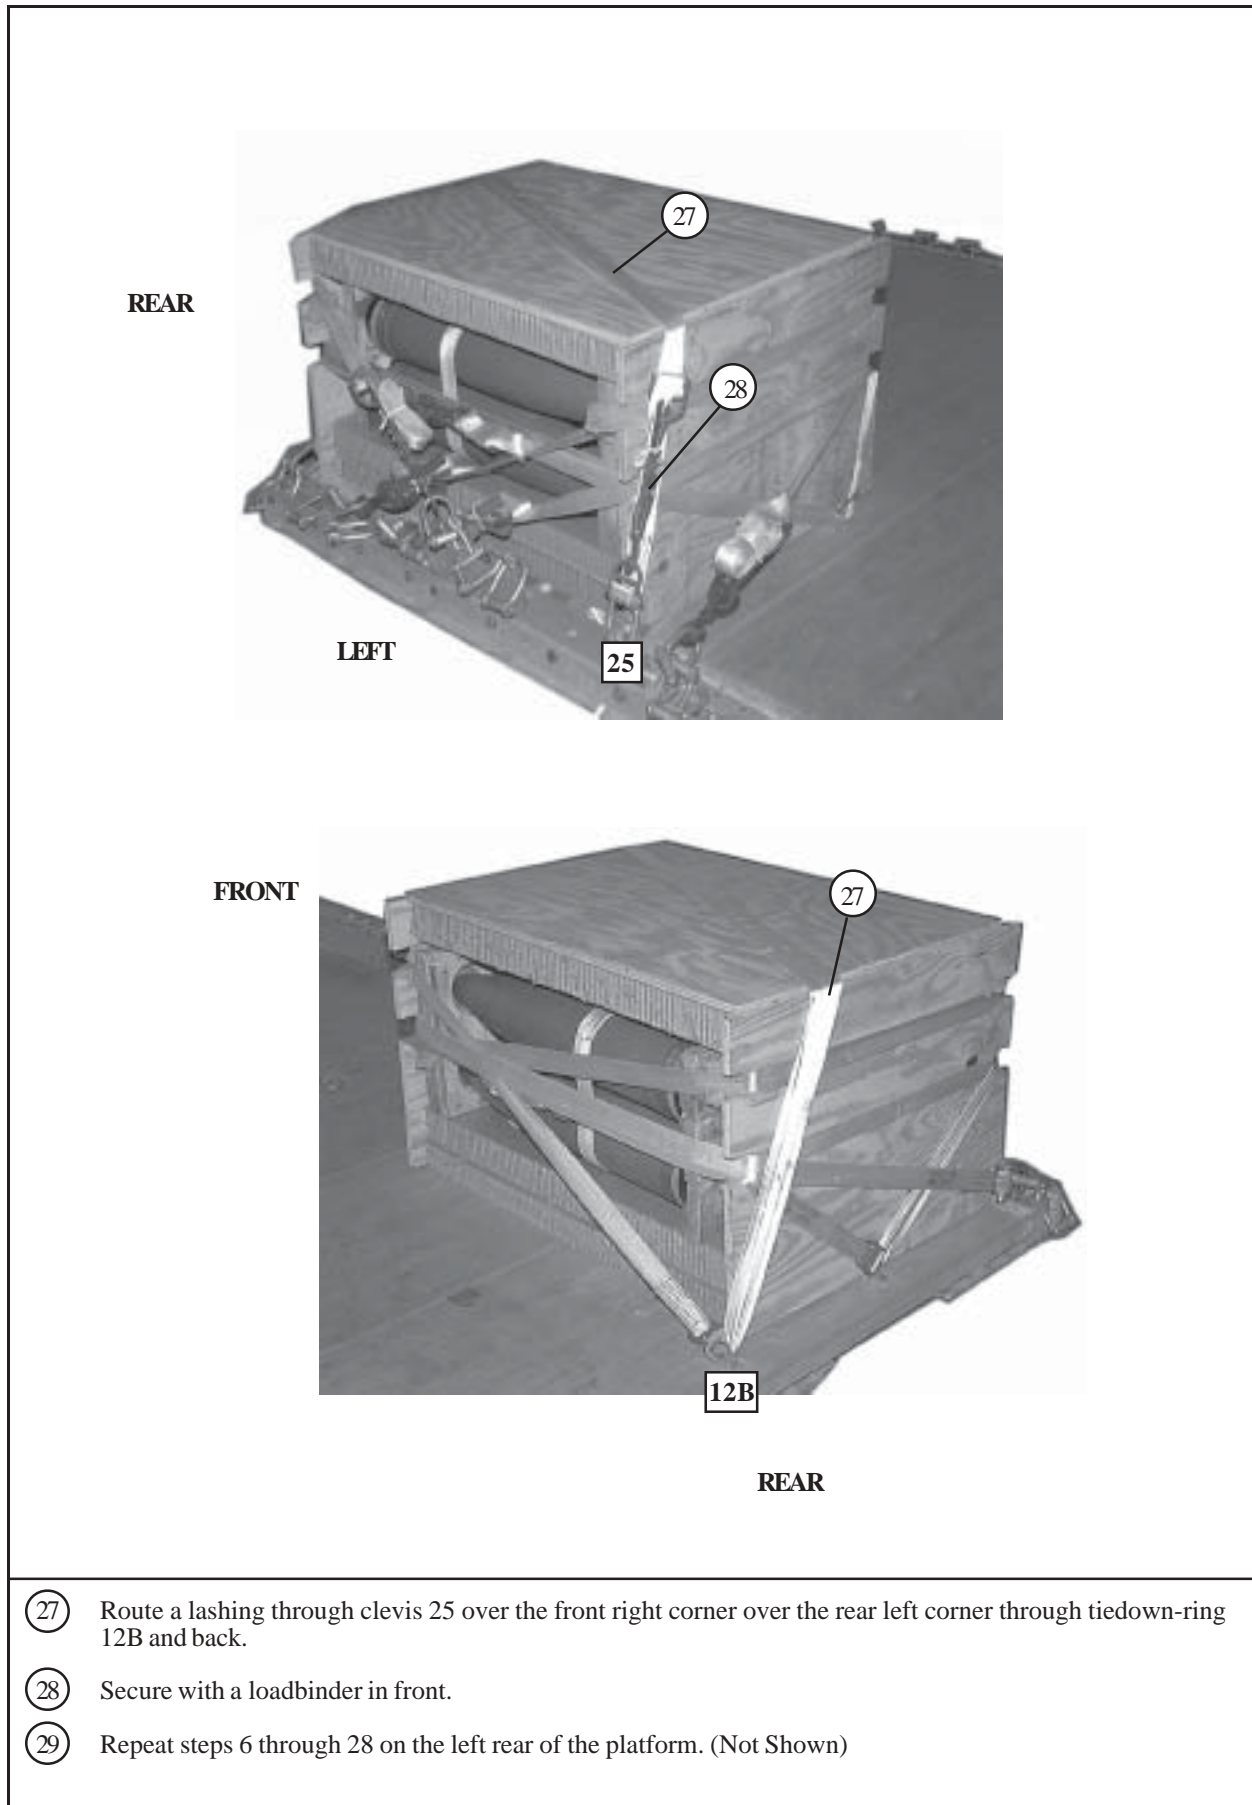 27
REAR
28
LEFT
25
FRONT
27
12B
REAR
27 Route a lashing through clevis 25 over the front right corner over the rear left corner through tiedown-ring
12B and back.
28 Secure with a loadbinder in front.
29 Repeat steps 6 through 28 on the left rear of the platform. (Not Shown)